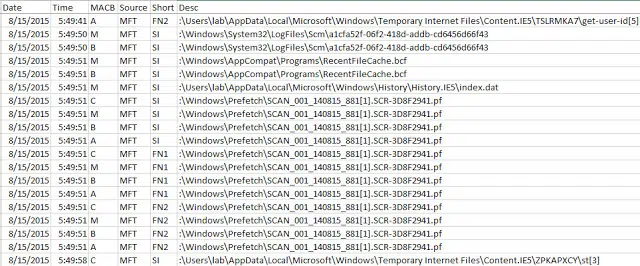 Date Time MACB Source Short Desc
8/15/2015 5:49:41 A MFT FN2 :\Users\lab\AppData\Local\Microsoft\Windows\Temporary Internet Files\Content.IE5\TSLRMKA7\get-user-id[5]
8/15/2015 5:49:50 M MFT SI :\Windows\System32\LogFiles\Scm\a1cfa52f-06f2-418d-addb-cd6456d66f43
8/15/2015 5:49:50 B MFT SI :\Windows\System32\LogFiles\Scm\a1cfa52f-06f2-418d-addb-cd6456d66f43
8/15/2015 5:49:51 M MFT SI :\Windows\AppCompat\Programs\RecentFileCache.bcf
8/15/2015 5:49:51 B MFT SI :\Windows\AppCompat\Programs\RecentFileCache.bcf
8/15/2015 5:49:51 M MFT SI :\Users\lab\AppData\Local\Microsoft\Windows\History\History.IE5\index.dat
8/15/2015 5:49:51 C MFT SI :\Windows\Prefetch\SCAN_001_140815_881[1].SCR-3D8F2941.pf
8/15/2015 5:49:51 M MFT SI :\Windows\Prefetch\SCAN_001_140815_881[1].SCR-3D8F2941.pf
8/15/2015 5:49:51 B MFT SI :\Windows\Prefetch\SCAN_001_140815_881[1].SCR-3D8F2941.pf
8/15/2015 5:49:51 A MFT SI :\Windows\Prefetch\SCAN_001_140815_881[1].SCR-3D8F2941.pf
8/15/2015 5:49:51 C MFT FN1 :\Windows\Prefetch\SCAN_001_140815_881[1].SCR-3D8F2941.pf
8/15/2015 5:49:51 M MFT FN1 :\Windows\Prefetch\SCAN_001_140815_881[1].SCR-3D8F2941.pf
8/15/2015 5:49:51 B MFT FN1 :\Windows\Prefetch\SCAN_001_140815_881[1].SCR-3D8F2941.pf
8/15/2015 5:49:51 A MFT FN1 :\Windows\Prefetch\SCAN_001_140815_881[1].SCR-3D8F2941.pf
8/15/2015 5:49:51 C MFT FN2 :\Windows\Prefetch\SCAN_001_140815_881[1].SCR-3D8F2941.pf
8/15/2015 5:49:51 M MFT FN2 :\Windows\Prefetch\SCAN_001_140815_881[1].SCR-3D8F2941.pf
8/15/2015 5:49:51 B MFT FN2 :\Windows\Prefetch\SCAN_001_140815_881[1].SCR-3D8F2941.pf
8/15/2015 5:49:51 A MFT FN2 :\Windows\Prefetch\SCAN_001_140815_881[1].SCR-3D8F2941.pf
8/15/2015 5:49:58 C MFT SI :\Users\lab\AppData\Local\Microsoft\Windows\Temporary Internet Files\Content.IE5\ZPKAPXCY\st[3]